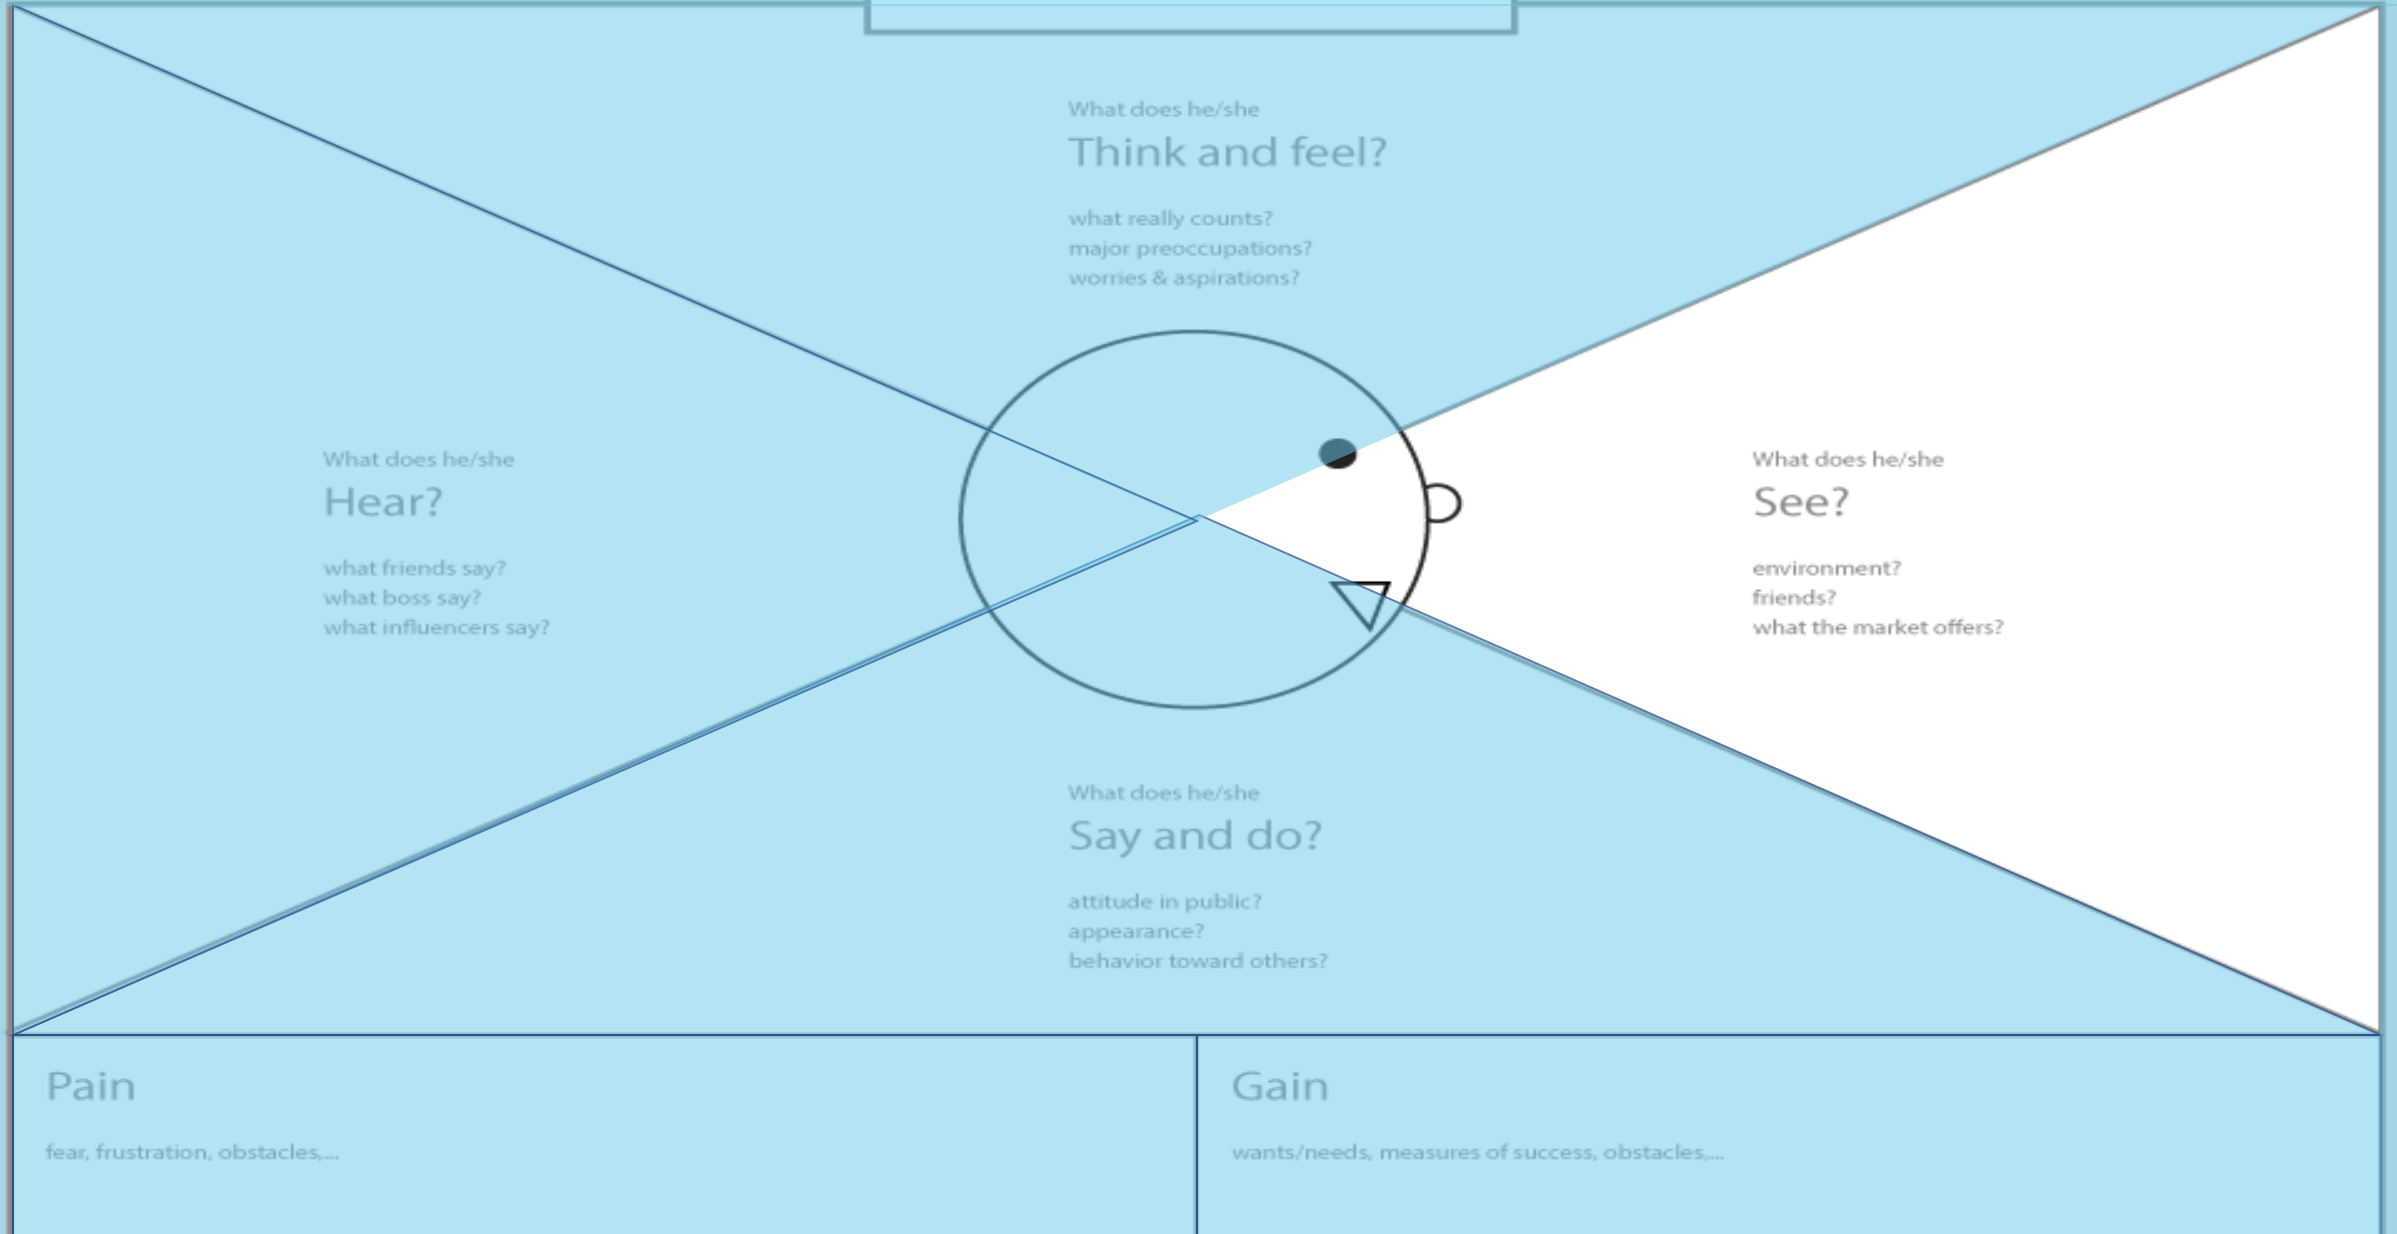 What does he/she
Think and feel?
what really counts?
major preoccupations?
worries & aspirations?
What does he/she
Hear?
what friends say?
what boss say?
what influencers say?
What does he/she
See?
environment?
friends?
what the market offers?
What does he/she
Say and do?
attitude in public?
appearance?
behavior toward others?
Pain
fear, frustration, obstacles,...
Gain
wants/needs, measures of success, obstacles,...